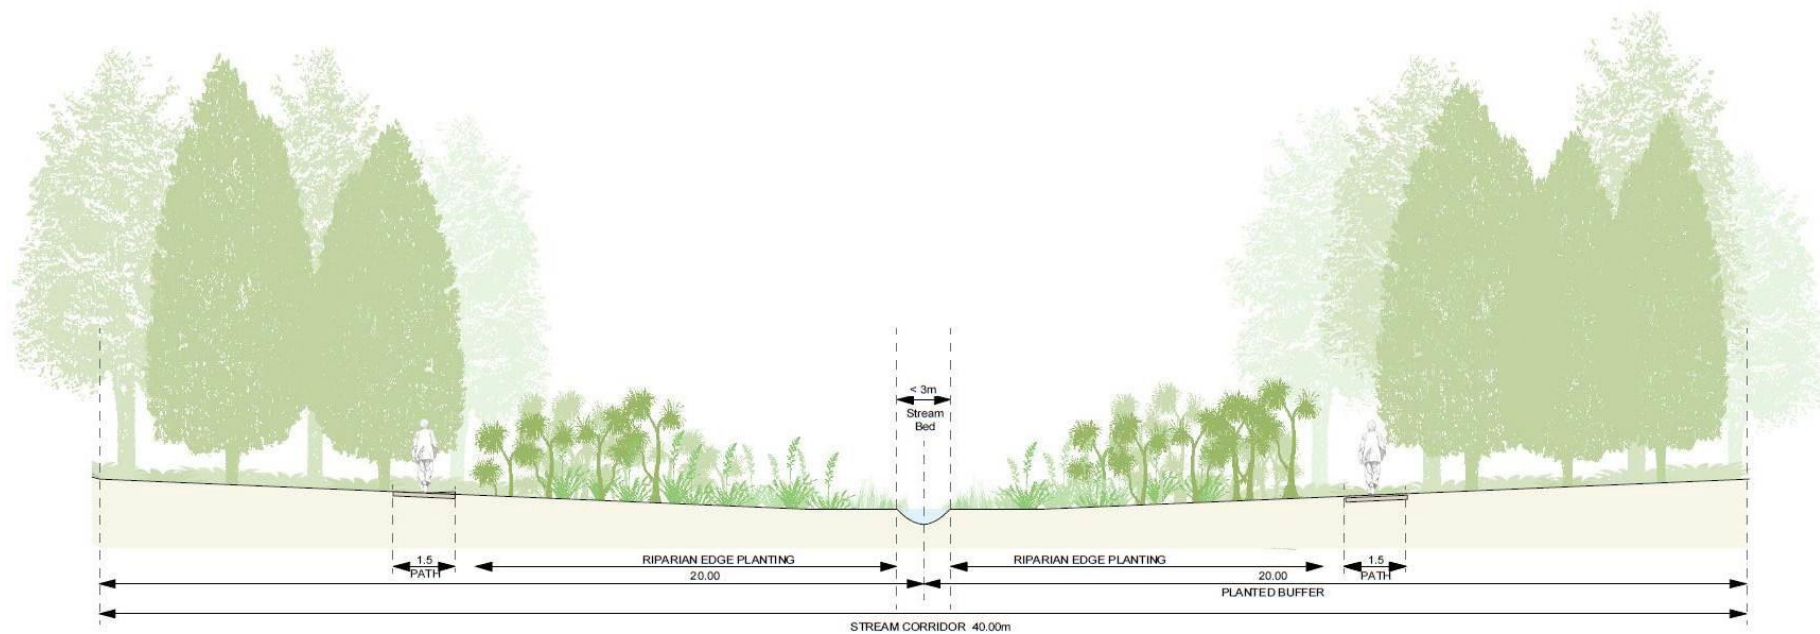 < 3m
Stream
Bed
1.5
PATH
RIPARIAN EDGE PLANTING
20.00
RIPARIAN EDGE PLANTING
20.00
1.5
PATH
PLANTED BUFFER
STREAM CORRIDOR 40.00m